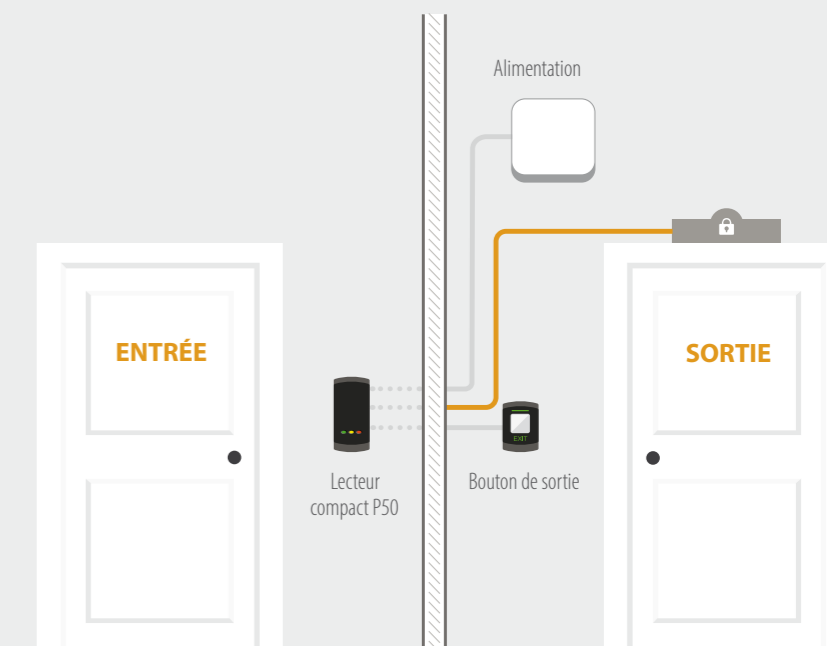 Alimentation
ENTRÉE
SORTIE
EXIT
Lecteur
compact P50
Bouton de sortie